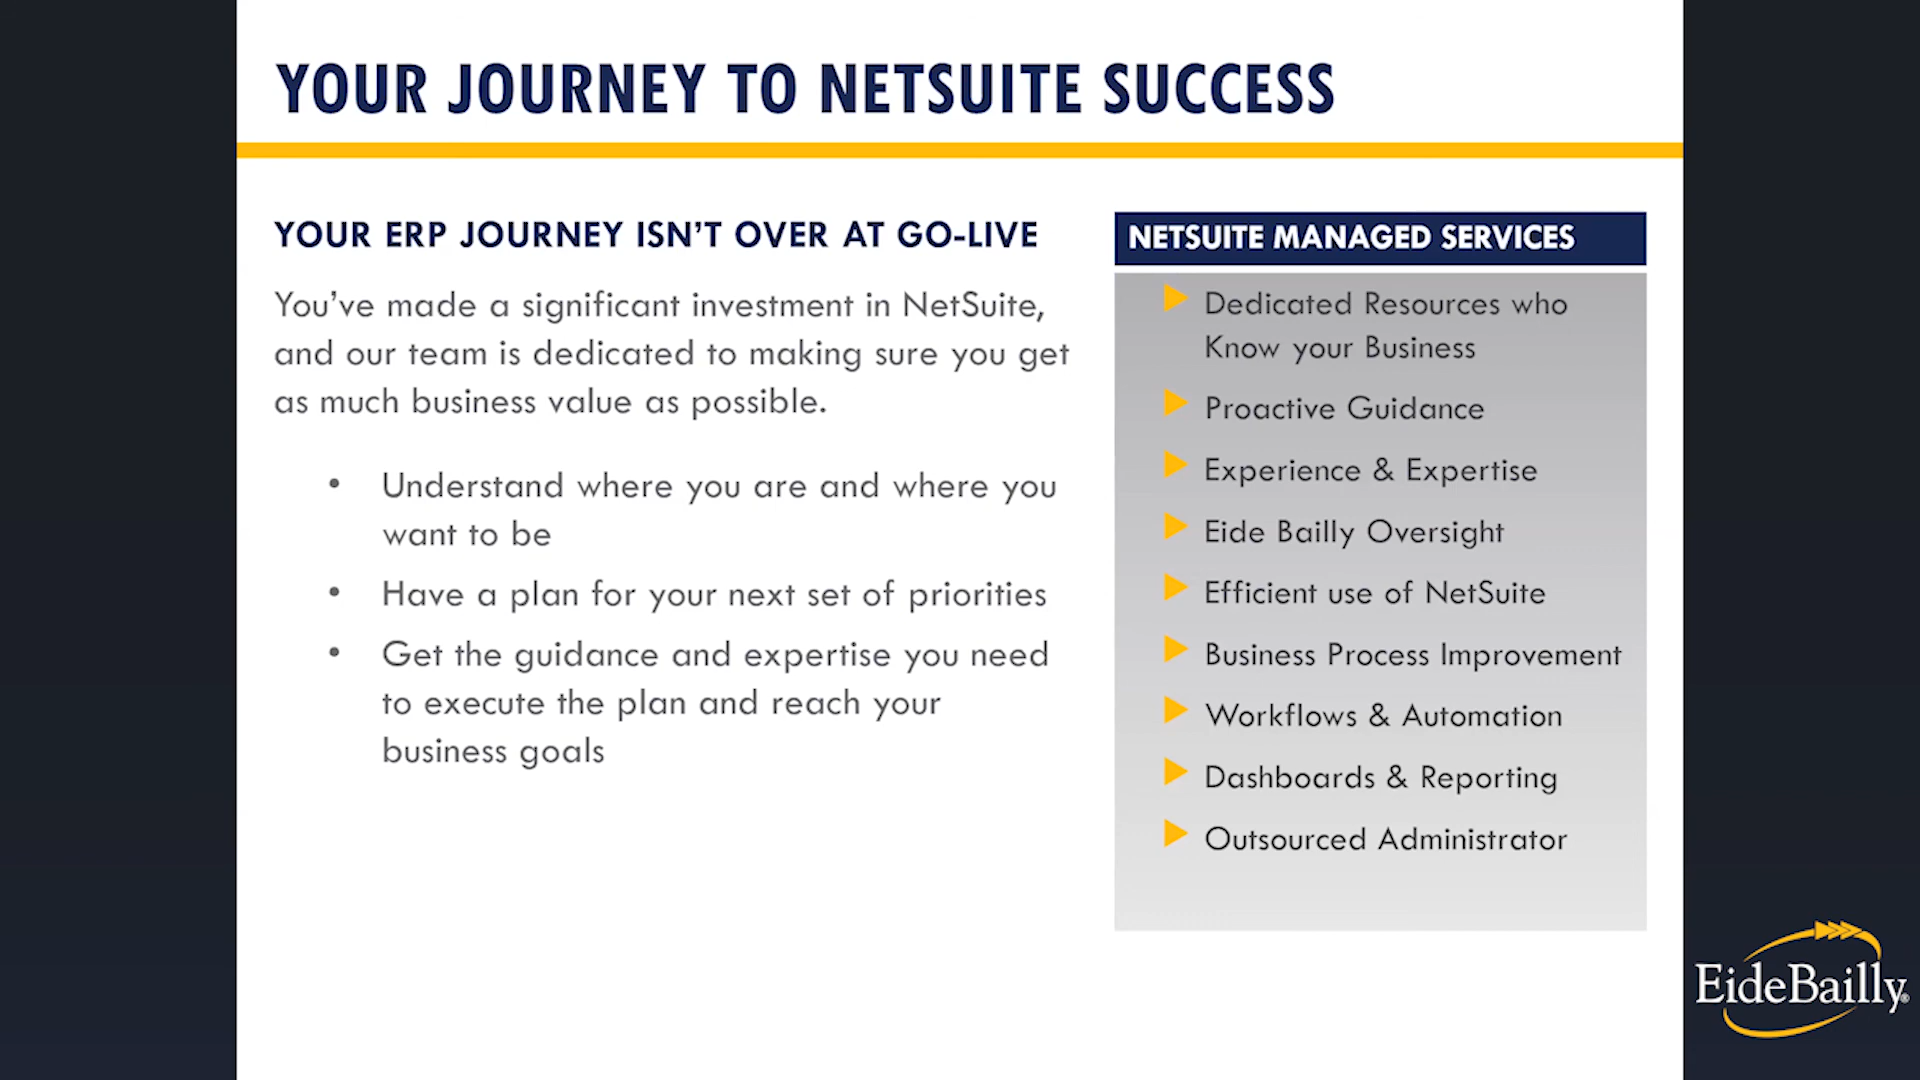 YOUR JOURNEY TO NETSUITE SUCCESS
YOUR ERP JOURNEY ISN'T OVER AT GO-LIVE
You've made a significant investment in NetSuite,
and our team is dedicated to making sure you get
as much business value as possible.
• Understand where you are and where you
want to be
• Have a plan for your next set of priorities
• Get the guidance and expertise you need
to execute the plan and reach your
business goals
NETSUITE MANAGED SERVICES
Dedicated Resources who
Know your Business
Proactive Guidance
Experience & Expertise
Eide Bailly Oversight
Efficient use of NetSuite
Business Process Improvement
Workflows & Automation
Dashboards & Reporting
Outsourced Administrator
EideBailly®